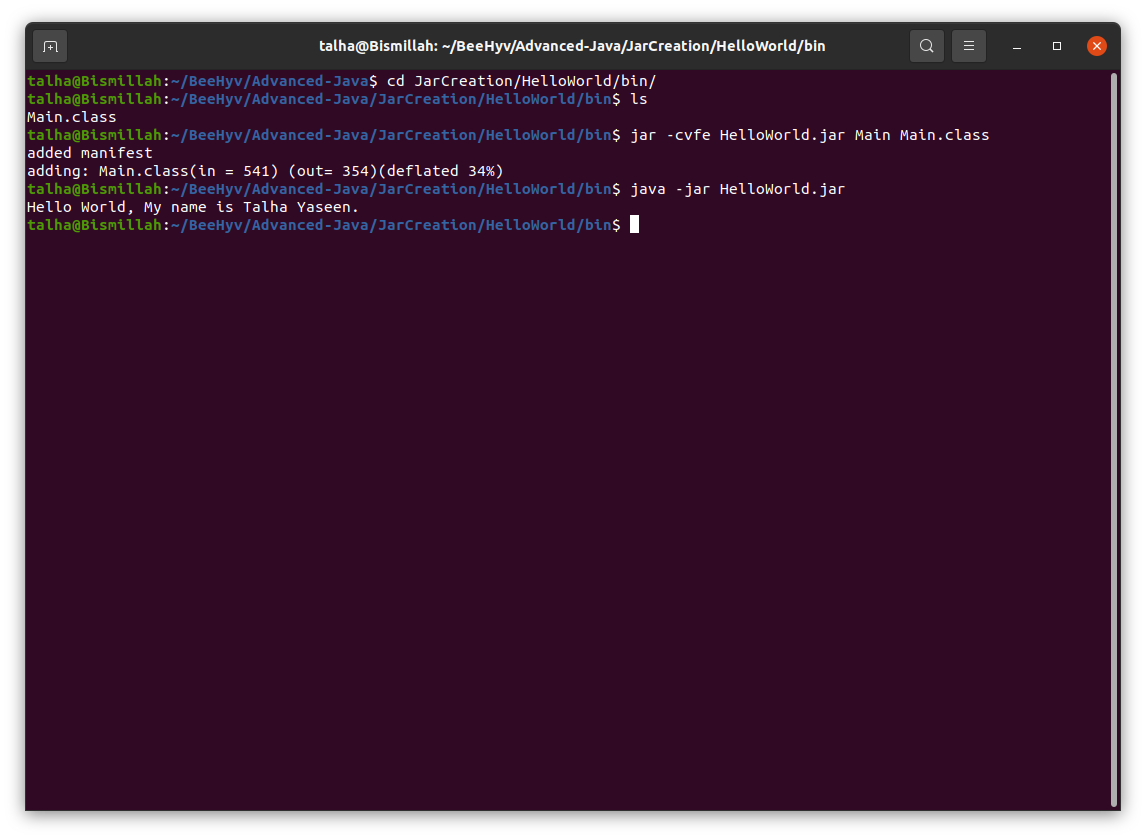 talha@Bismillah: ~/BeeHyv/Advanced-Java/JarCreation/HelloWorld/bin
talha@Bismillah:~/BeeHyv/Advanced-Java$ cd JarCreation/HelloWorld/bin/
talha@Bismillah:~/BeeHyv/Advanced-Java/JarCreation/HelloWorld/bin$ ls
Main.class
talha@Bismillah:~/BeeHyv/Advanced-Java/JarCreation/HelloWorld/bin$ jar -cvfe HelloWorld.jar Main Main.class
added manifest
adding: Main.class(in = 541) (out= 354)(deflated 34%)
talha@Bismillah:~/BeeHyv/Advanced-Java/JarCreation/HelloWorld/bin$ java -jar HelloWorld.jar
Hello World, My name is Talha Yaseen.
talha@Bismillah:~/BeeHyv/Advanced-Java/JarCreation/HelloWorld/bin$